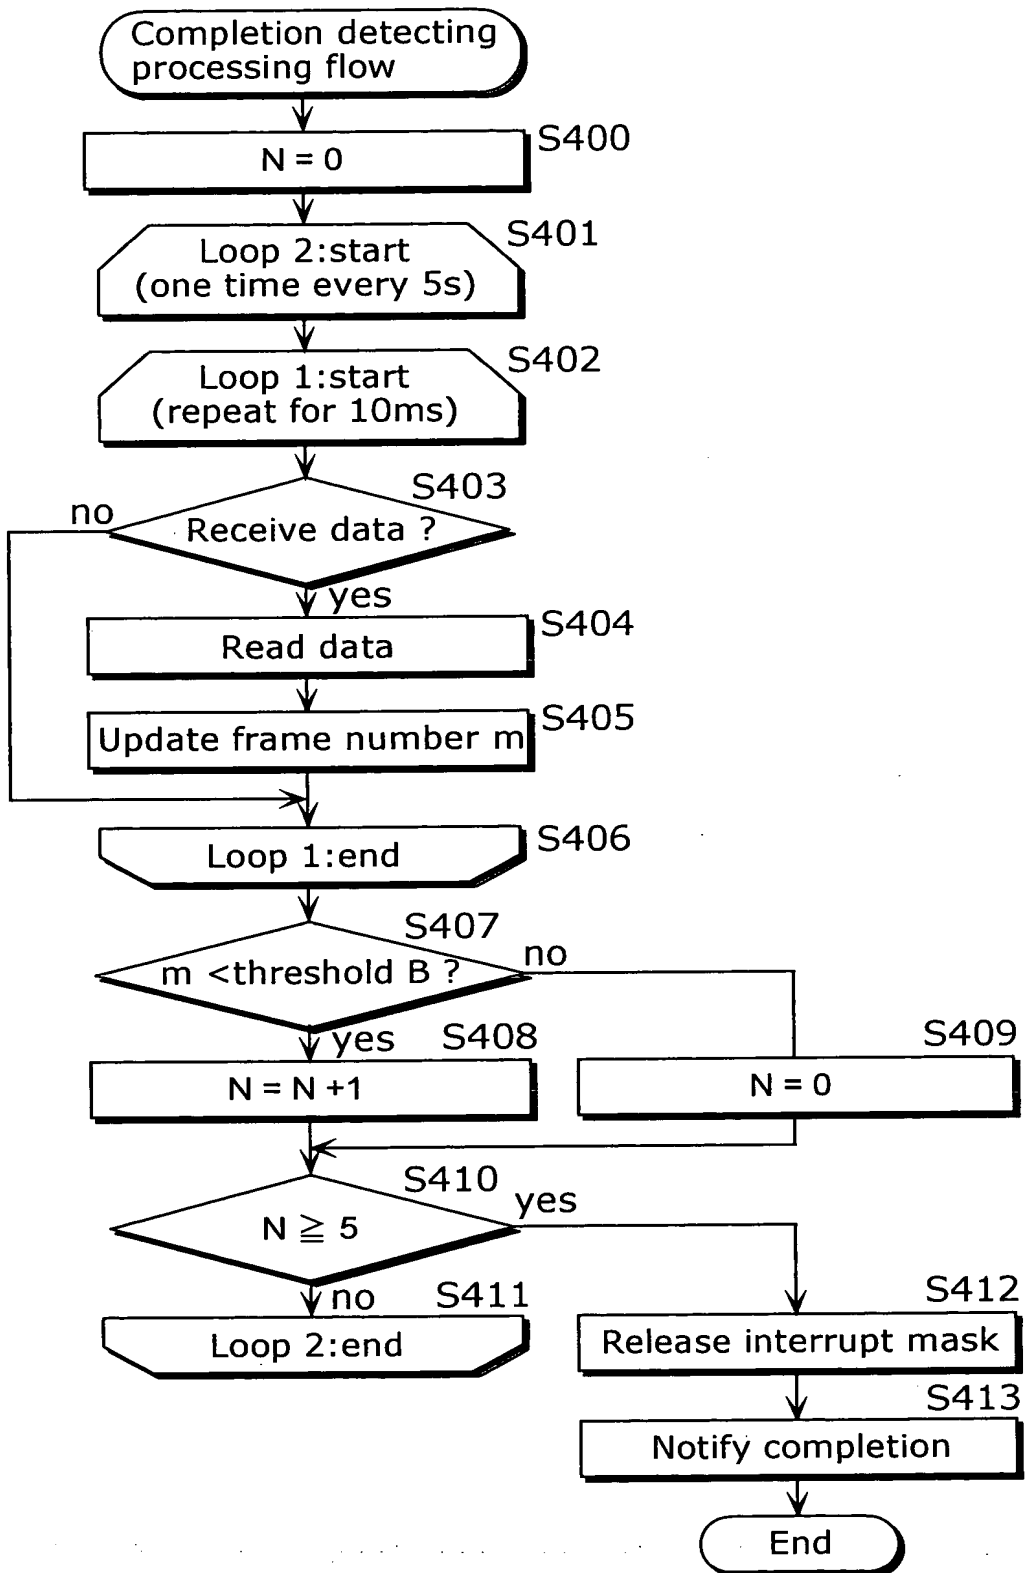 Completion detecting
processing flow
S400
N = 0
S401
Loop 2:start
(one time every 5s)
S402
Loop 1:start
(repeat for 10ms)
S403
no
Receive data ?
yes
S404
Read data
S405
Update frame number m
S406
Loop 1:end
S407
no
m <threshold B ?
yes
S408
S409
N = N +1
N = 0
S410
yes
N ≧ 5
no
S411
S412
Loop 2:end
Release interrupt mask
S413
Notify completion
End